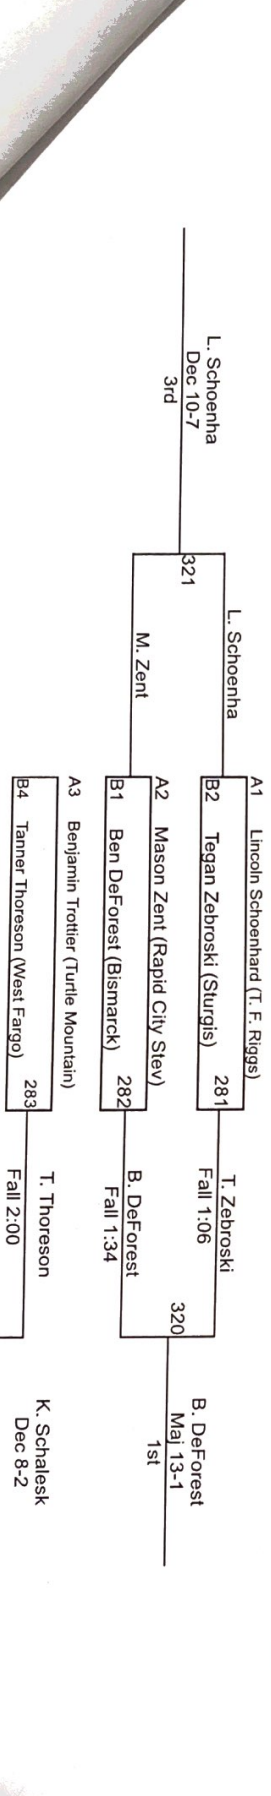 L. Schoenha
Dec 10-7
3rd
321
L. Schoenha
M. Zent
A1 Lincoln Schoenhard (T. F. Riggs)
281
B2 Tegan Zebroski (Sturgis)
A2 Mason Zent (Rapid City Stev)
282
B1 Ben DeForest (Bismarck)
A3 Benjamin Trottier (Turtle Mountain)
283
B4 Tanner Thoreson (West Fargo)
T. Zebroski
Fall 1:06
B. DeForest
Fall 1:34
320
T. Thoreson
Fall 2:00
B. DeForest
Maj 13-1
1st
K. Schalesk
Dec 8-2